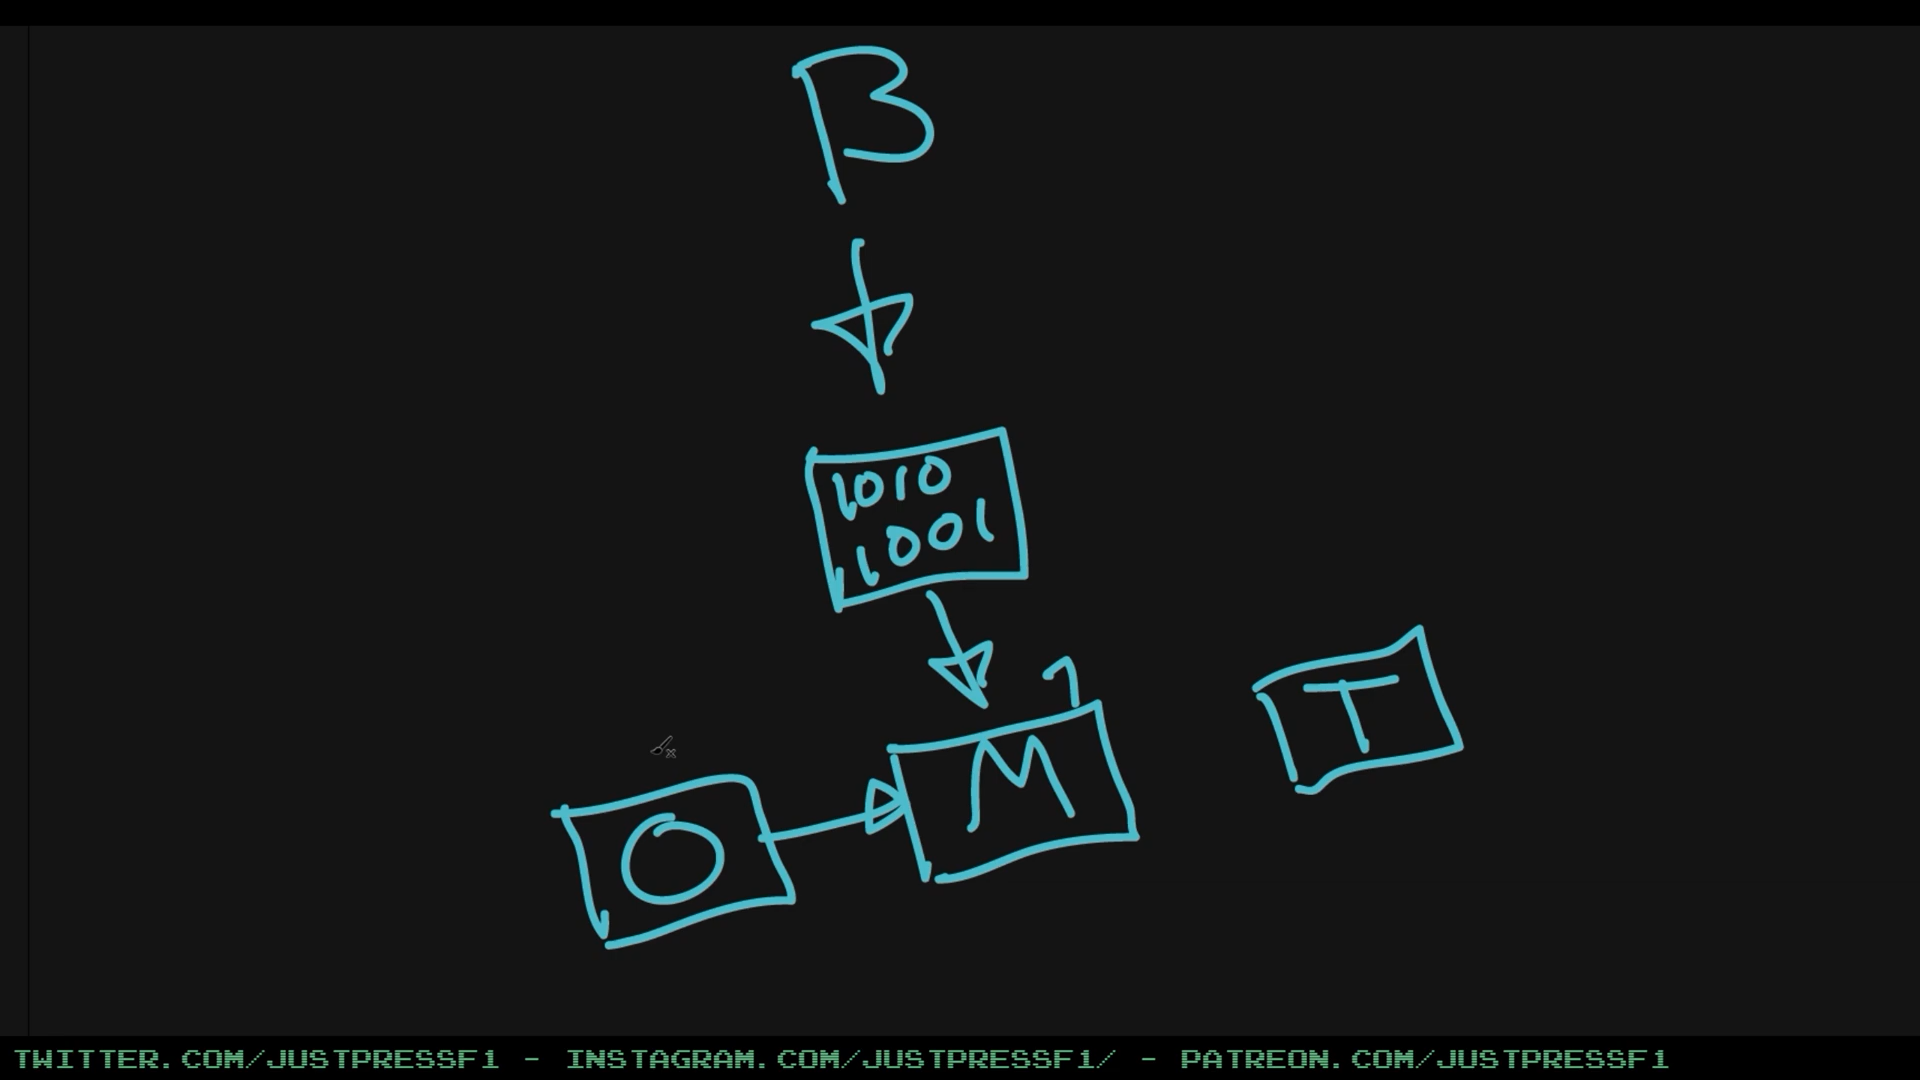 B
1010
1001
T
M
O
TWITTER.COM/JUSTPRESSF1 - INSTAGRAM.COM/JUSTPRESSF1/ - PATREON.COM/JUSTPRESSF1